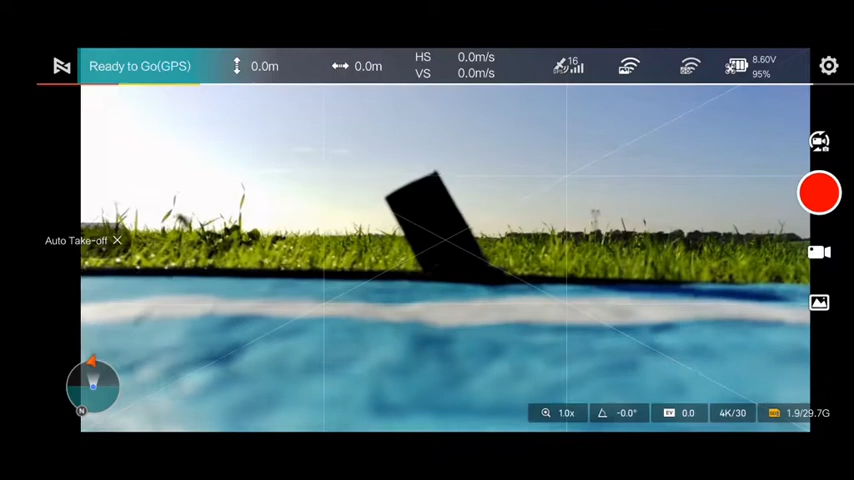 Ready to Go(GPS)
0.0m
0.0m
HS 0.0m/s
VS 0.0m/s
16
8.60V
95%
Auto Take-off
N
1.0x
-0.0°
EV 0.0
4K/30
1.9/29.7G